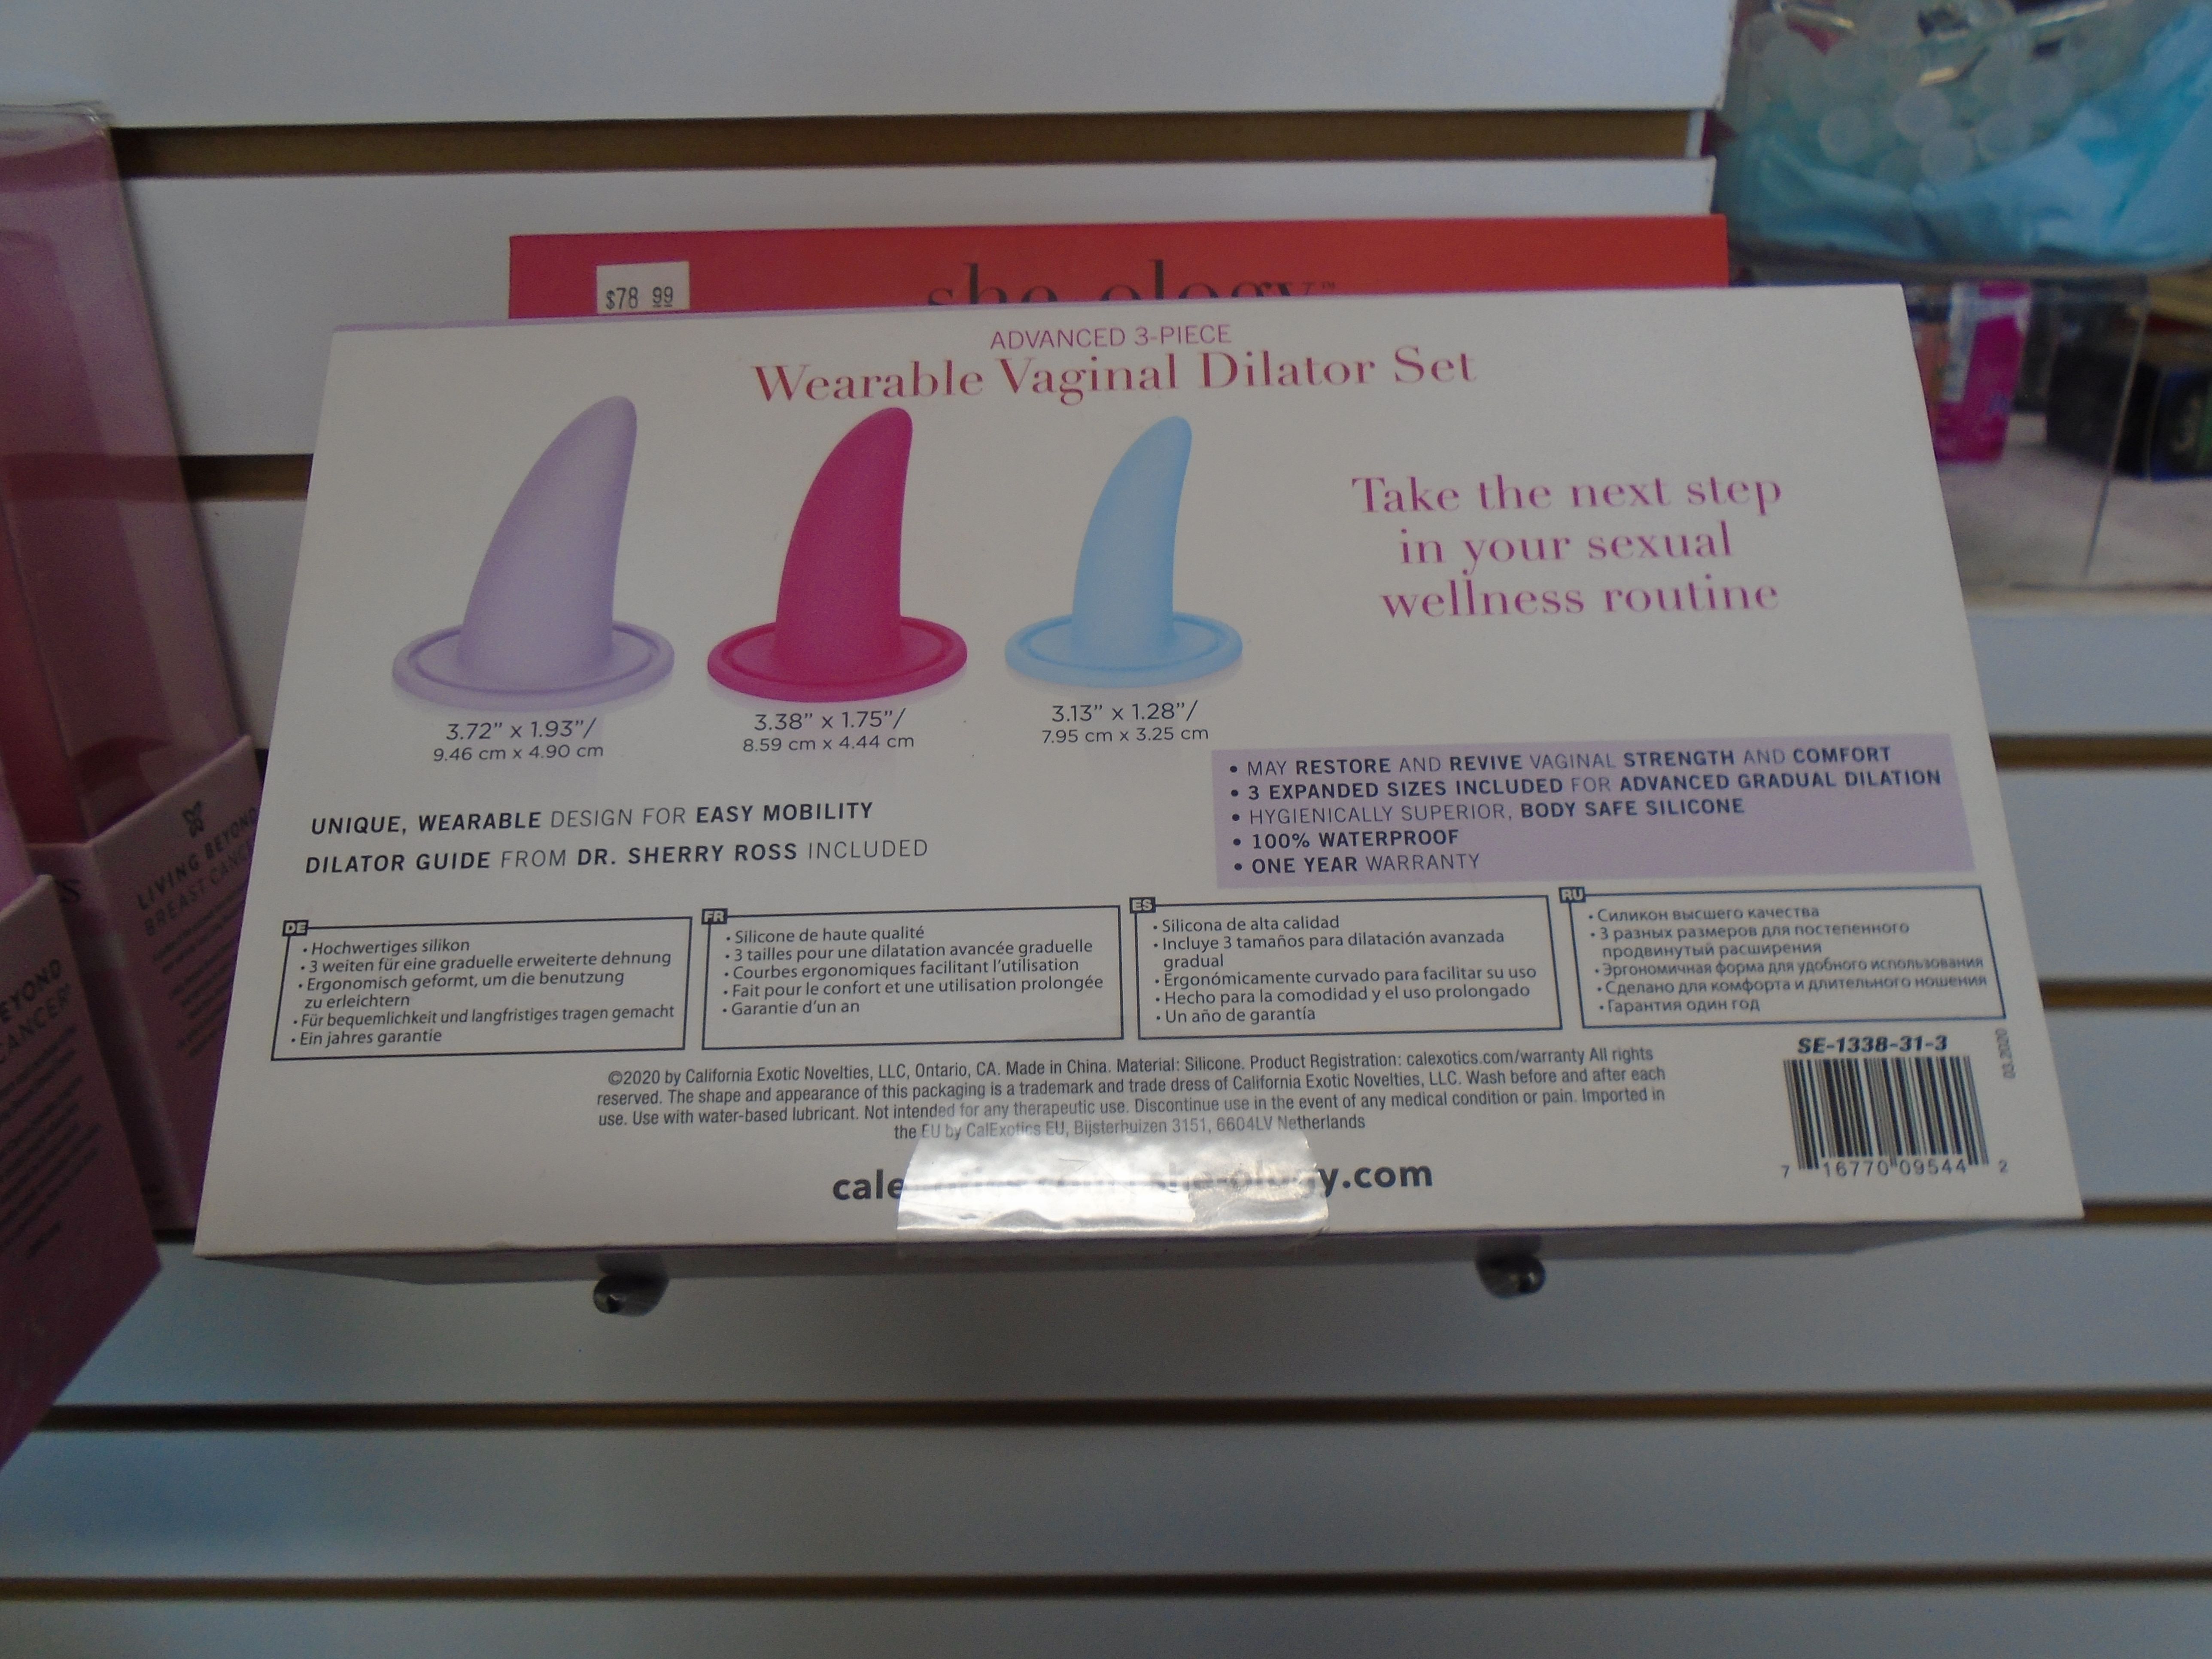 $78 99
she-ology™
ADVANCED 3-PIECE
Wearable Vaginal Dilator Set
Take the next step
in your sexual
wellness routine
3.72” x 1.93”/
9.46 cm x 4.90 cm
3.38” x 1.75”/
8.59 cm x 4.44 cm
3.13” x 1.28”/
7.95 cm x 3.25 cm
UNIQUE, WEARABLE DESIGN FOR EASY MOBILITY
DILATOR GUIDE FROM DR. SHERRY ROSS INCLUDED
• MAY RESTORE AND REVIVE VAGINAL STRENGTH AND COMFORT
• 3 EXPANDED SIZES INCLUDED FOR ADVANCED GRADUAL DILATION
• HYGIENICALLY SUPERIOR, BODY SAFE SILICONE
• 100% WATERPROOF
• ONE YEAR WARRANTY
DE
• Hochwertiges silikon
• 3 weiten für eine graduelle erweiterte dehnung
• Ergonomisch geformt, um die benutzung
zu erleichtern
• Für bequemlichkeit und langfristiges tragen gemacht
• Ein jahres garantie
FR
• Silicone de haute qualité
• 3 tailles pour une dilatation avancée graduelle
• Courbes ergonomiques facilitant l’utilisation
• Fait pour le confort et une utilisation prolongée
• Garantie d’un an
ES
• Silicona de alta calidad
• Incluye 3 tamaños para dilatación avanzada
gradual
• Ergonómicamente curvado para facilitar su uso
• Hecho para la comodidad y el uso prolongado
• Un año de garantía
RU
• Силикон высшего качества
• 3 разных размеров для постепенного
продвинутый расширения
• Эргономичная форма для удобного использования
• Сделано для комфорта и длительного ношения
• Гарантия один год
©2020 by California Exotic Novelties, LLC, Ontario, CA. Made in China. Material: Silicone. Product Registration: calexotics.com/warranty All rights
reserved. The shape and appearance of this packaging is a trademark and trade dress of California Exotic Novelties, LLC. Wash before and after each
use. Use with water-based lubricant. Not intended for any therapeutic use. Discontinue use in the event of any medical condition or pain. Imported in
the EU by CalExotics EU, Bijsterhuizen 3151, 6604LV Netherlands
calexotics.com she-ology.com
SE-1338-31-3
03.2020
7 16770 09544 2
LIVING BEYOND
BREAST CANCER
BEYOND
CANCER